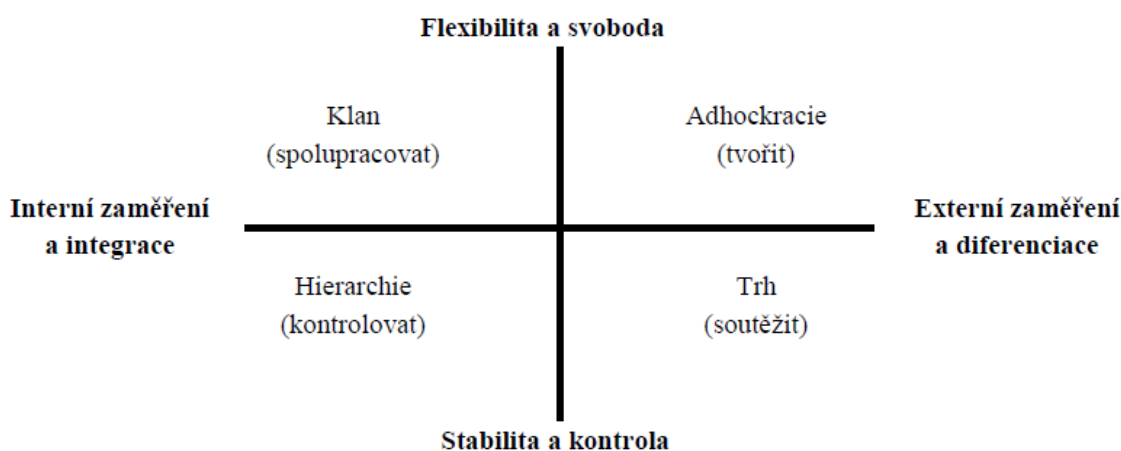 Flexibilita a svoboda
Klan
(spolupracovat)
Adhockracie
(tvořit)
Interní zaměření
a integrace
Externí zaměření
a diferenciace
Hierarchie
(kontrolovat)
Trh
(soutěžit)
Stabilita a kontrola